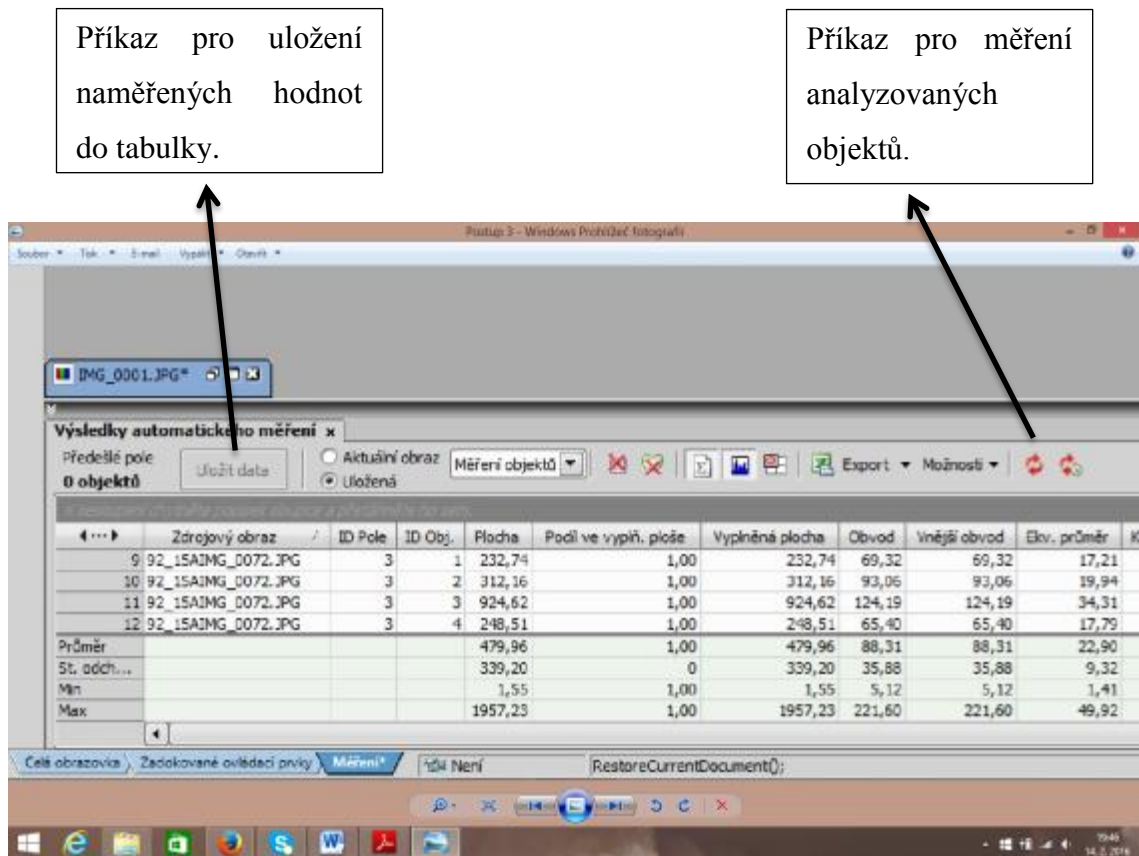 Příkaz pro uložení
naměřených hodnot
do tabulky.
Příkaz pro měření
analyzovaných
objektů.
Postup 3 - Windows Prohlížeč fotografií
Soubor Tisk E-mail Vypálit Otevřít
IMG_0001.JPG*
Výsledky automatického měření x
Předešlé pole
0 objektů
Uložit data
Aktuální obraz
Uložená
Měření objektů
Export Možnosti
Zdrojový obraz ID Pole ID Obj. Plocha Podíl ve vyplň. ploše Vyplněná plocha Obvod Vnější obvod Ekv. průměr K
9 92_15AIMG_0072.JPG 3 1 232,74 1,00 232,74 69,32 69,32 17,21
10 92_15AIMG_0072.JPG 3 2 312,16 1,00 312,16 93,06 93,06 19,94
11 92_15AIMG_0072.JPG 3 3 924,62 1,00 924,62 124,19 124,19 34,31
12 92_15AIMG_0072.JPG 3 4 248,51 1,00 248,51 65,40 65,40 17,79
Průměr 479,96 1,00 479,96 88,31 88,31 22,90
St. odch... 339,20 0 339,20 35,88 35,88 9,32
Min 1,55 1,00 1,55 5,12 5,12 1,41
Max 1957,23 1,00 1957,23 221,60 221,60 49,92
Celá obrazovka Zadokované ovládací prvky Měření* Není RestoreCurrentDocument();
19:46
14. 2. 2016